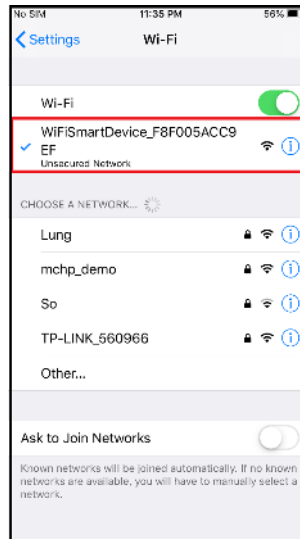 No SIM 11:35 PM 56%
Settings Wi-Fi
Wi-Fi
WiFiSmartDevice_F8F005ACC9
EF
Unsecured Network
CHOOSE A NETWORK...
Lung
mchp_demo
So
TP-LINK_560966
Other...
Ask to Join Networks
Known networks will be joined automatically. If no known
networks are available, you will have to manually select a
network.